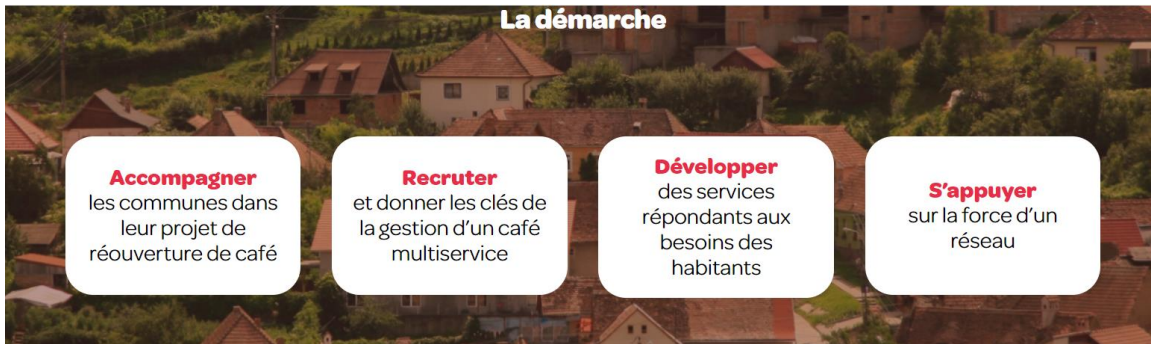 La démarche
Accompagner
les communes dans
leur projet de
réouverture de café
Recruter
et donner les clés de
la gestion d'un café
multiservice
Développer
des services
répondants aux
besoins des
habitants
S'appuyer
sur la force d'un
réseau